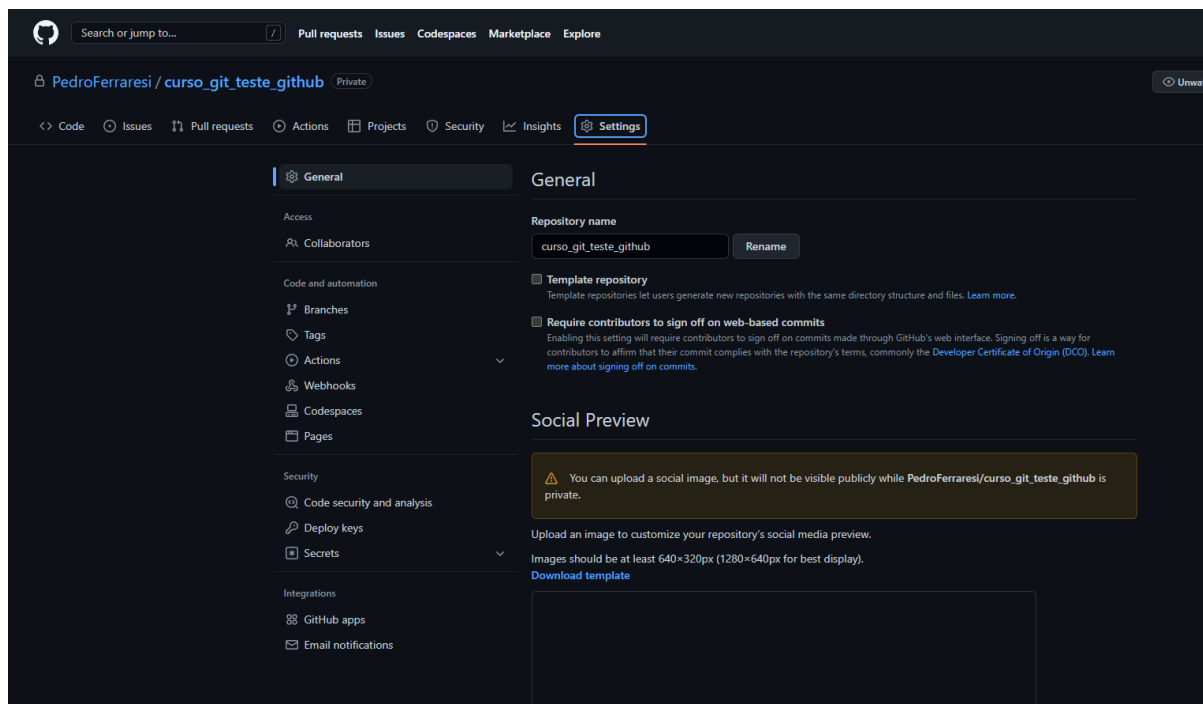 Search or jump to... /
Pull requests Issues Codespaces Marketplace Explore
PedroFerraresi / curso_git_teste_github Private
<> Code Issues Pull requests Actions Projects Security Insights Settings
General
Access
Collaborators
Code and automation
Branches
Tags
Actions
Webhooks
Codespaces
Pages
Security
Code security and analysis
Deploy keys
Secrets
Integrations
GitHub apps
Email notifications
General
Repository name
curso_git_teste_github Rename
Template repository
Template repositories let users generate new repositories with the same directory structure and files. Learn more.
Require contributors to sign off on web-based commits
Enabling this setting will require contributors to sign off on commits made through GitHub's web interface. Signing off is a way for
contributors to affirm that their commit complies with the repository's terms, commonly the Developer Certificate of Origin (DCO). Learn
more about signing off on commits.
Social Preview
You can upload a social image, but it will not be visible publicly while PedroFerraresi/curso_git_teste_github is
private.
Upload an image to customize your repository's social media preview.
Images should be at least 640×320px (1280×640px for best display).
Download template